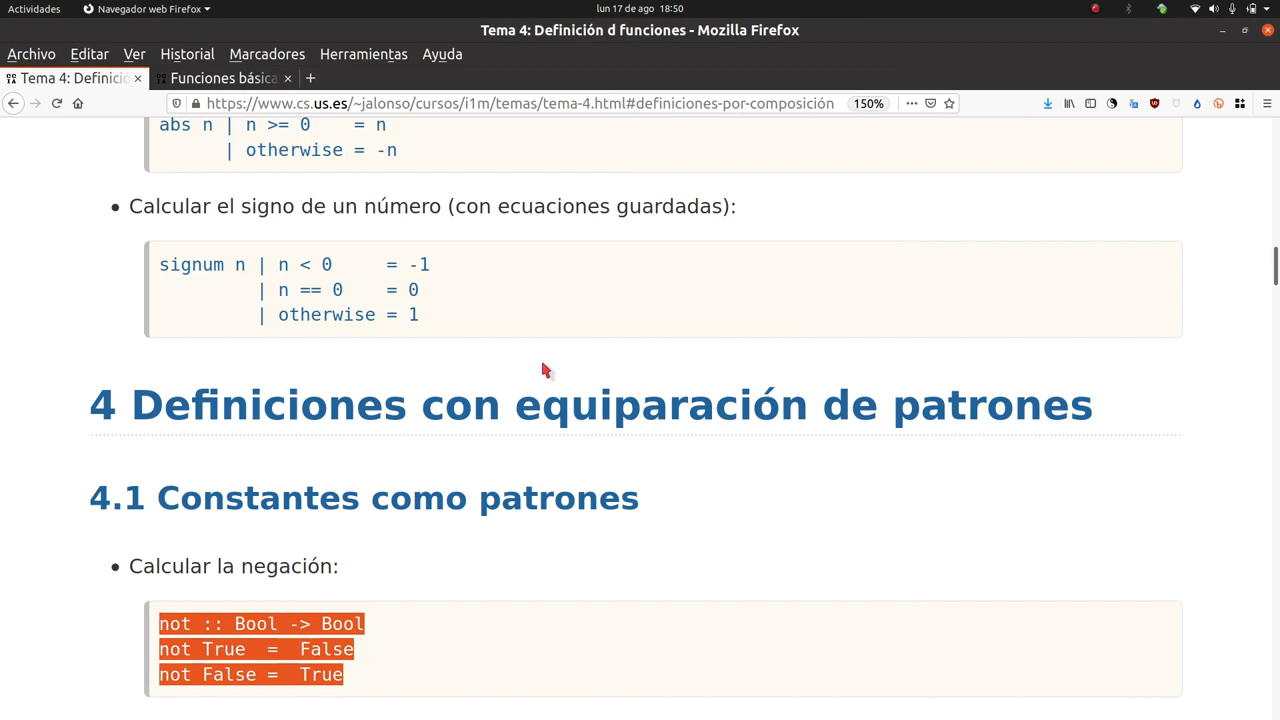 Actividades Navegador web Firefox lun 17 de ago 18:50
Tema 4: Definición d funciones - Mozilla Firefox
Archivo Editar Ver Historial Marcadores Herramientas Ayuda
Tema 4: Definició × Funciones básica × +
https://www.cs.us.es/~jalonso/cursos/i1m/temas/tema-4.html#definiciones-por-composición 150%
abs n | n >= 0    = n
      | otherwise = -n
• Calcular el signo de un número (con ecuaciones guardadas):
signum n | n < 0     = -1
         | n == 0    = 0
         | otherwise = 1
4 Definiciones con equiparación de patrones
4.1 Constantes como patrones
• Calcular la negación:
not :: Bool -> Bool
not True  =  False
not False =  True